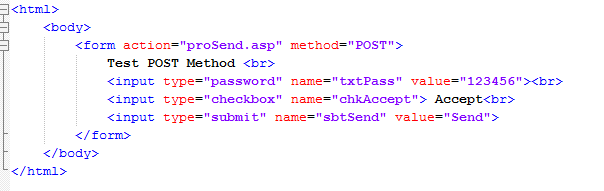 <html>
<body>
<form action="proSend.asp" method="POST">
Test POST Method <br>
<input type="password" name="txtPass" value="123456"><br>
<input type="checkbox" name="chkAccept"> Accept<br>
<input type="submit" name="sbtSend" value="Send">
</form>
</body>
</html>